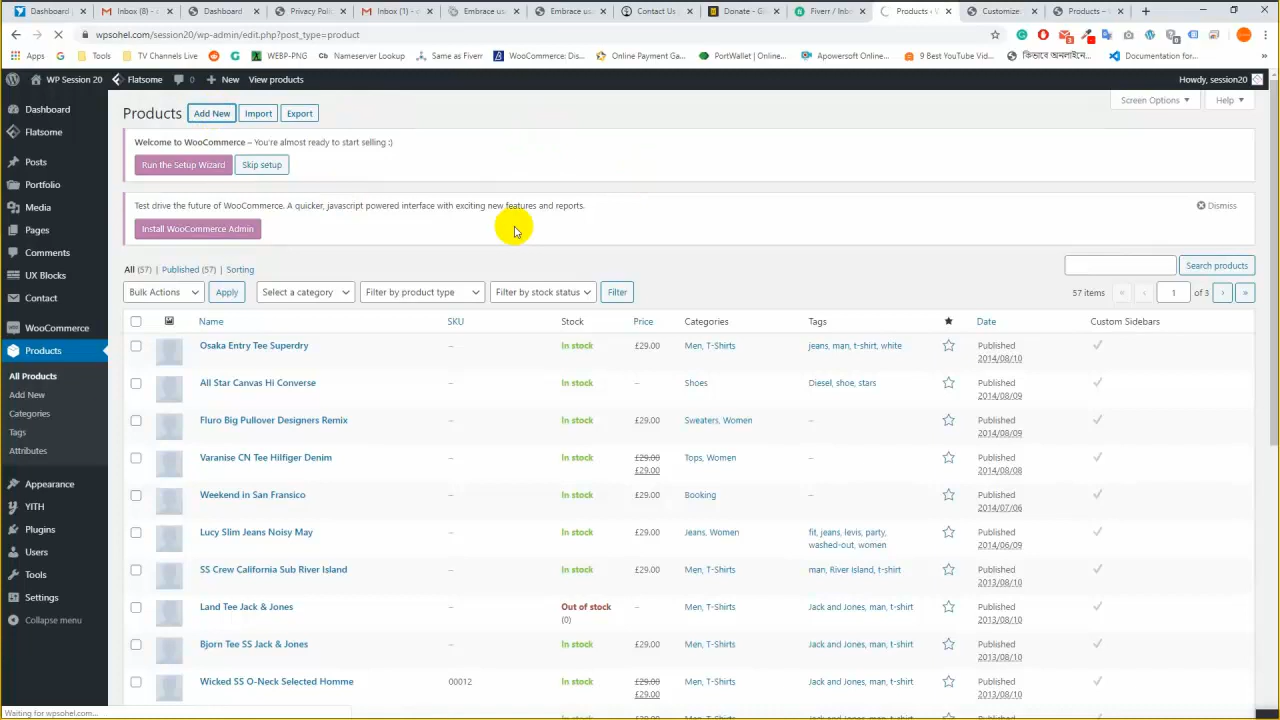 Dashboard
Inbox (8) -
Dashboard
Privacy Polic
Inbox (1) -
Embrace us
Embrace us
Contact Us
Donate - Gi
Fiverr / Inbo
Products ‹
Customize
Products –
wpsohel.com/session20/wp-admin/edit.php?post_type=product
Apps
Tools
TV Channels Live
WEBP-PNG
Nameserver Lookup
Same as Fiverr
WooCommerce: Dis...
Online Payment Ga...
PortWallet | Online...
Apowersoft Online...
9 Best YouTube Vid...
কিভাবে অনলাইনে...
Documentation for...
WP Session 20
Flatsome
0
New
View products
Howdy, session20
Dashboard
Flatsome
Posts
Portfolio
Media
Pages
Comments
UX Blocks
Contact
WooCommerce
Products
All Products
Add New
Categories
Tags
Attributes
Appearance
YITH
Plugins
Users
Tools
Settings
Collapse menu
Screen Options
Help
Products
Add New
Import
Export
Welcome to WooCommerce – You're almost ready to start selling :)
Run the Setup Wizard
Skip setup
Test drive the future of WooCommerce. A quicker, javascript powered interface with exciting new features and reports.
Dismiss
Install WooCommerce Admin
All (57) | Published (57) | Sorting
Search products
Bulk Actions
Apply
Select a category
Filter by product type
Filter by stock status
Filter
57 items
« ‹ 1 of 3 › »
Name SKU Stock Price Categories Tags Date Custom Sidebars
Osaka Entry Tee Superdry – In stock £29.00 Men, T-Shirts jeans, man, t-shirt, white Published
2014/08/10
All Star Canvas Hi Converse – In stock – Shoes Diesel, shoe, stars Published
2014/08/09
Fluro Big Pullover Designers Remix – In stock £29.00 Sweaters, Women – Published
2014/08/09
Varanise CN Tee Hilfiger Denim – In stock £29.00 Tops, Women – Published
£29.00 2014/08/08
Weekend in San Fransico – In stock £29.00 Booking – Published
2014/07/06
Lucy Slim Jeans Noisy May – In stock £29.00 Jeans, Women fit, jeans, levis, party, Published
washed-out, women 2014/06/09
SS Crew California Sub River Island – In stock £29.00 Men, T-Shirts man, River Island, t-shirt Published
2013/08/10
Land Tee Jack & Jones – Out of stock – Men, T-Shirts Jack and Jones, man, t-shirt Published
(0) 2013/08/10
Bjorn Tee SS Jack & Jones – In stock £29.00 Men, T-Shirts Jack and Jones, man, t-shirt Published
2013/08/10
Wicked SS O-Neck Selected Homme 00012 In stock £29.00 Men, T-Shirts Jack and Jones, man, t-shirt Published
£29.00 2013/08/10
Waiting for wpsohel.com...